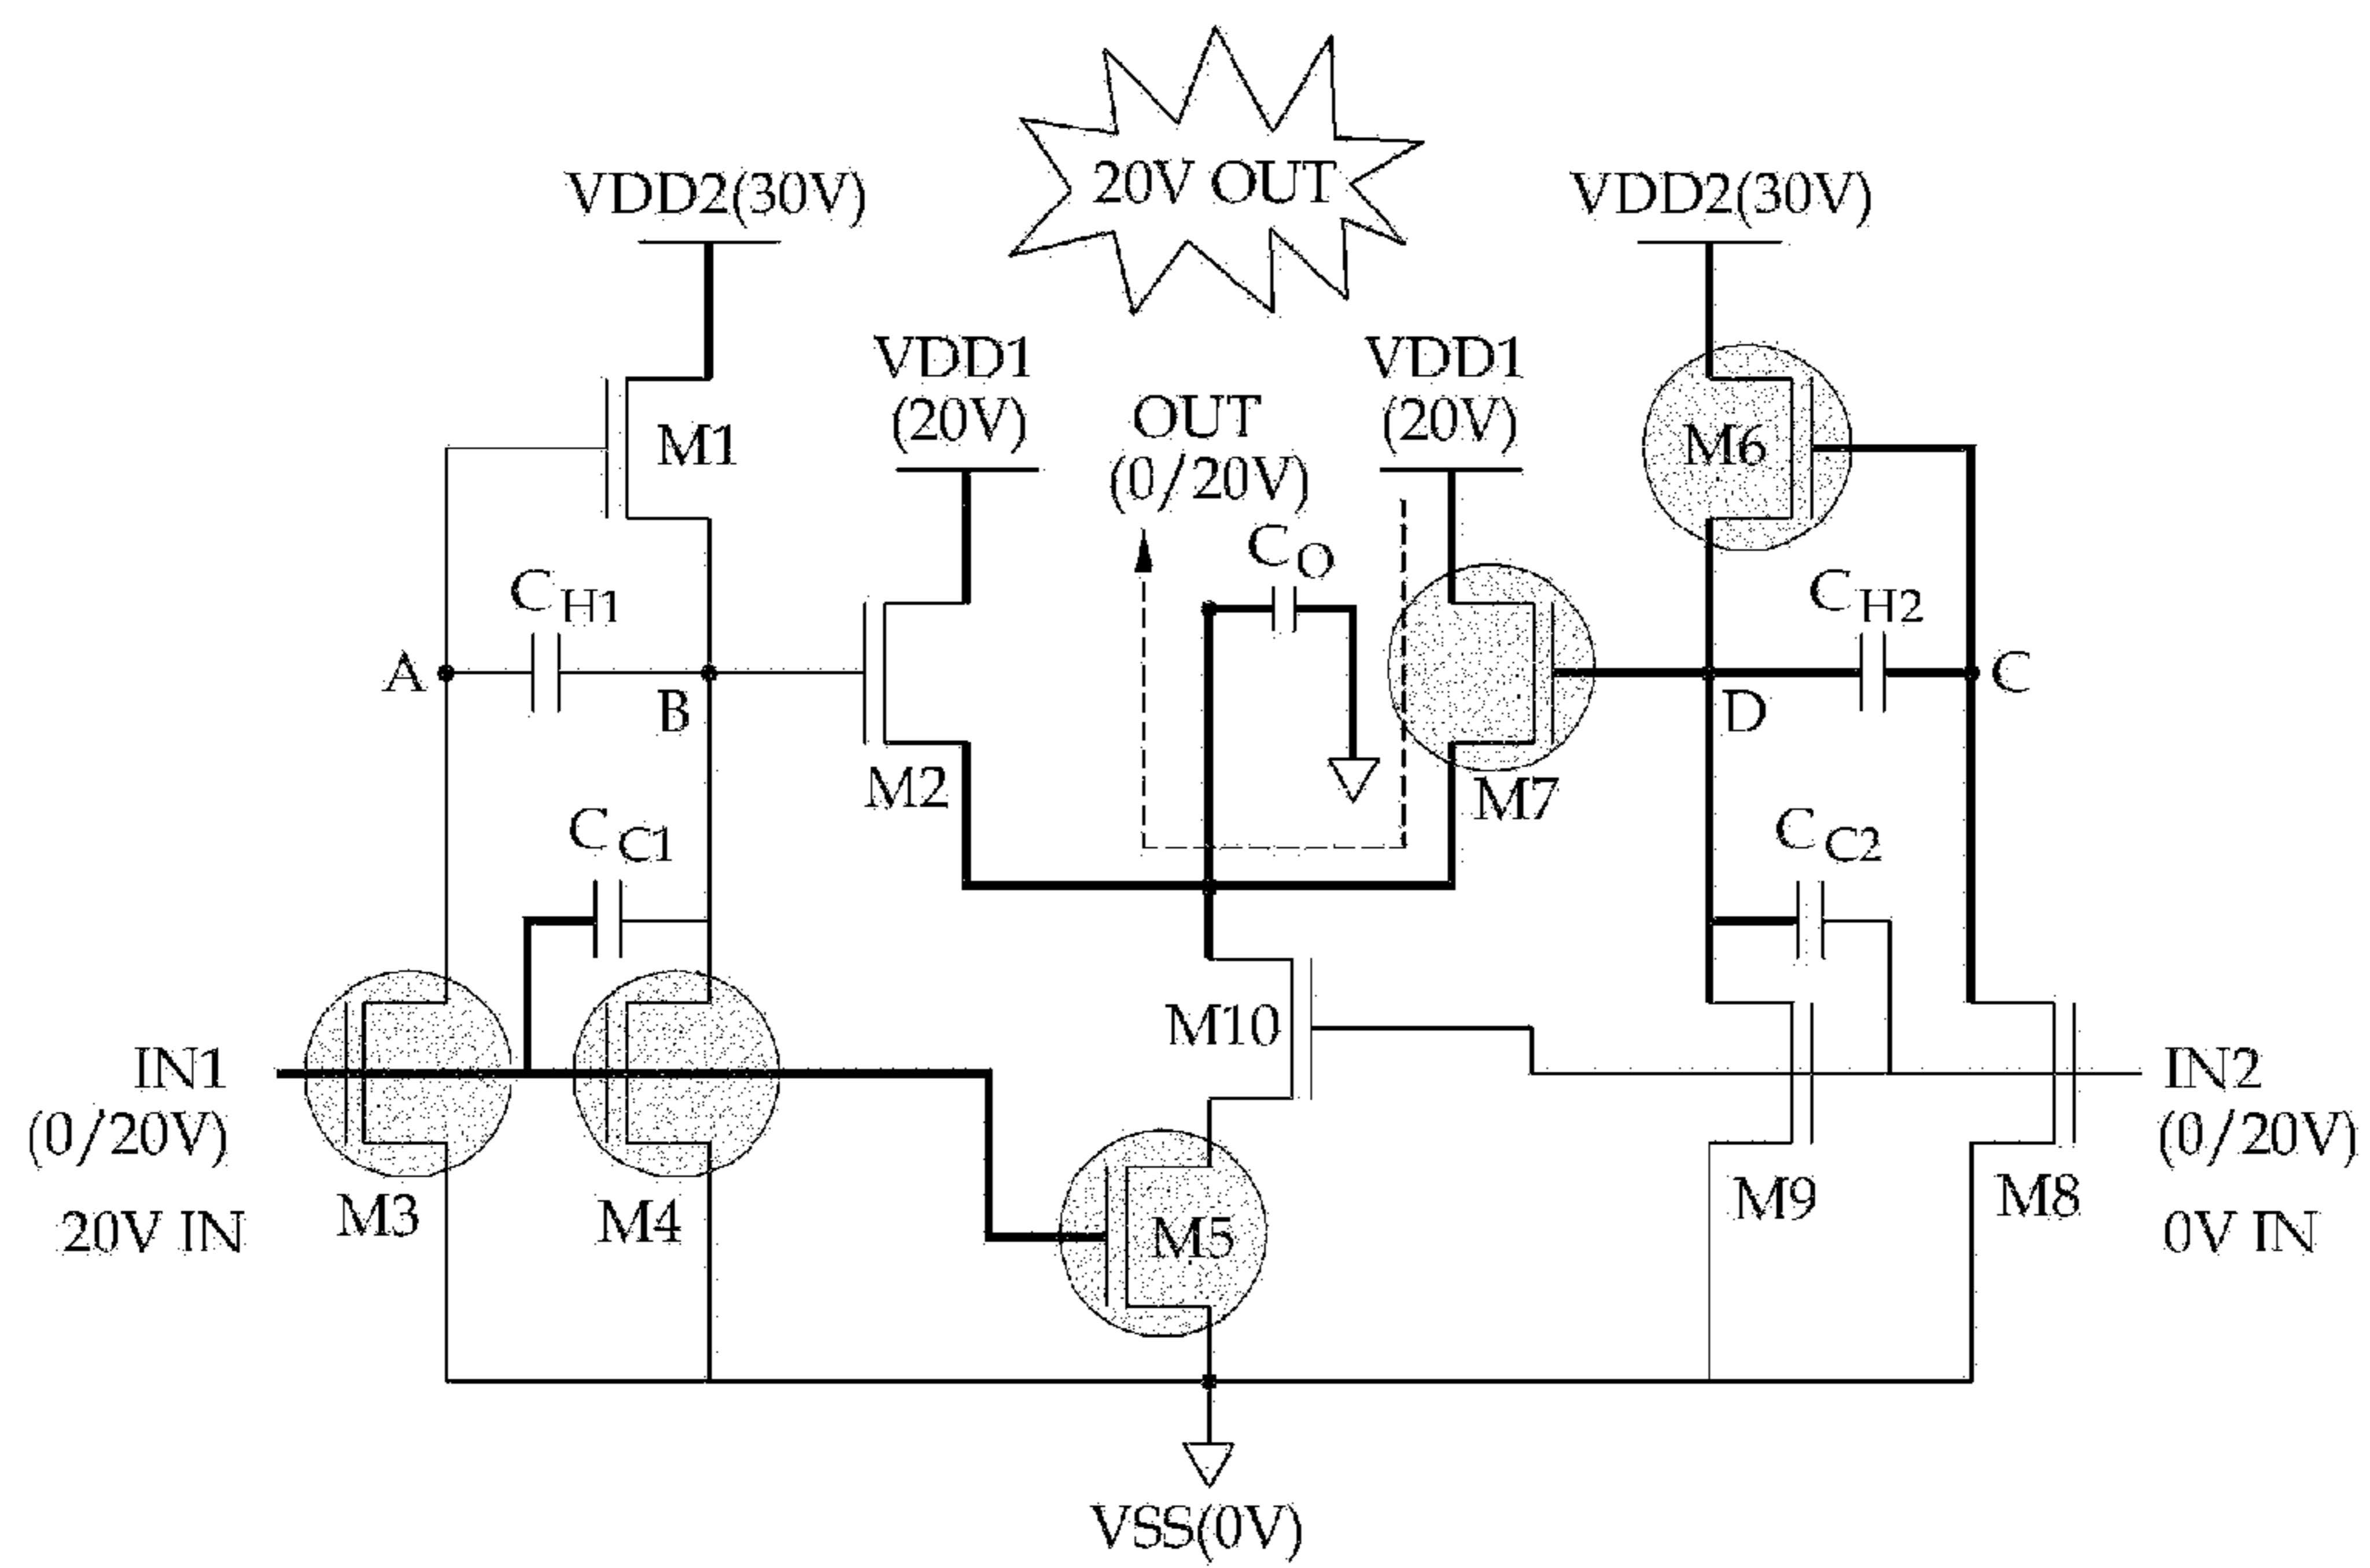 20V OUT
VDD2(30V)
VDD2(30V)
VDD1
(20V)
OUT
(0/20V)
VDD1
(20V)
M1
M6
CO
CH1
CH2
A
B
D
C
M2
M7
CC1
CC2
M10
IN1
(0/20V)
20V IN
M3
M4
M5
M9
M8
IN2
(0/20V)
0V IN
VSS(0V)